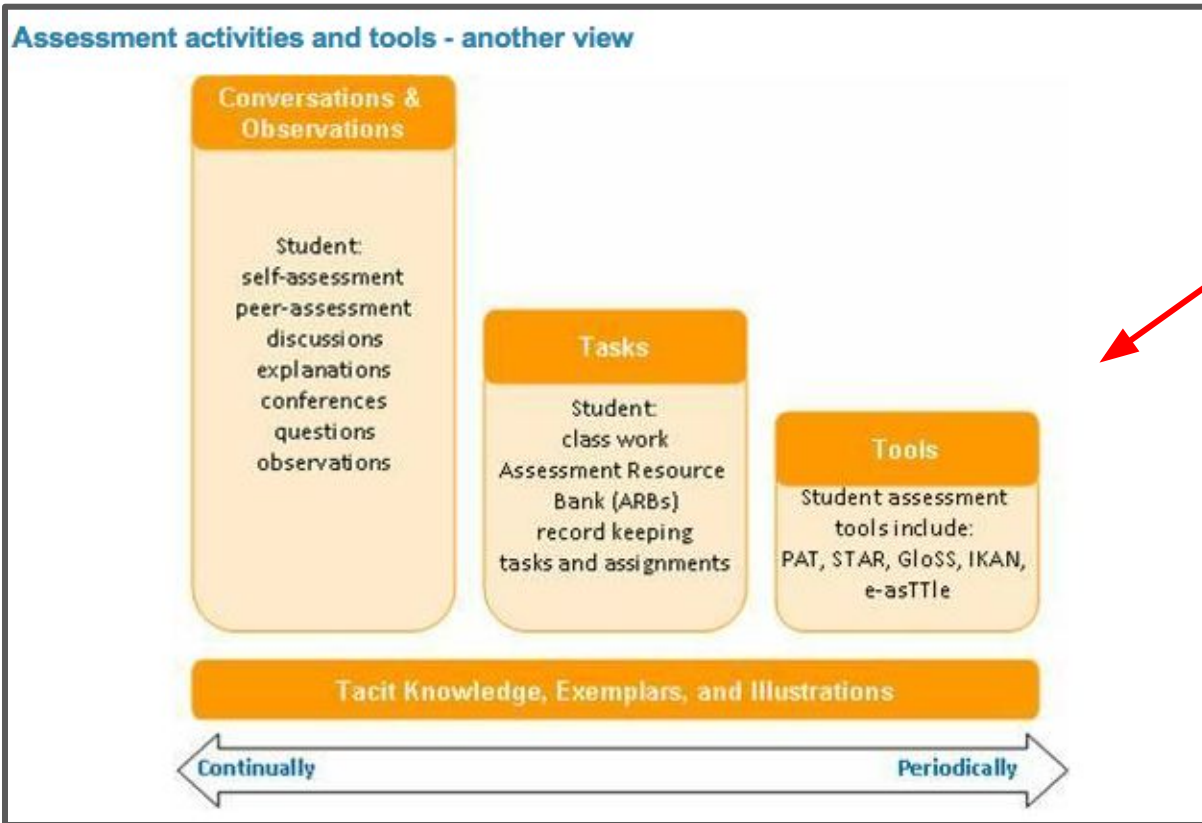 Assessment activities and tools - another view
Conversations &
Observations
Student:
self-assessment
peer-assessment
discussions
explanations
conferences
questions
observations
Tasks
Student:
class work
Assessment Resource
Bank (ARBs)
record keeping
tasks and assignments
Tools
Student assessment
tools include:
PAT, STAR, GloSS, IKAN,
e-asTTle
Tacit Knowledge, Exemplars, and Illustrations
Continually
Periodically